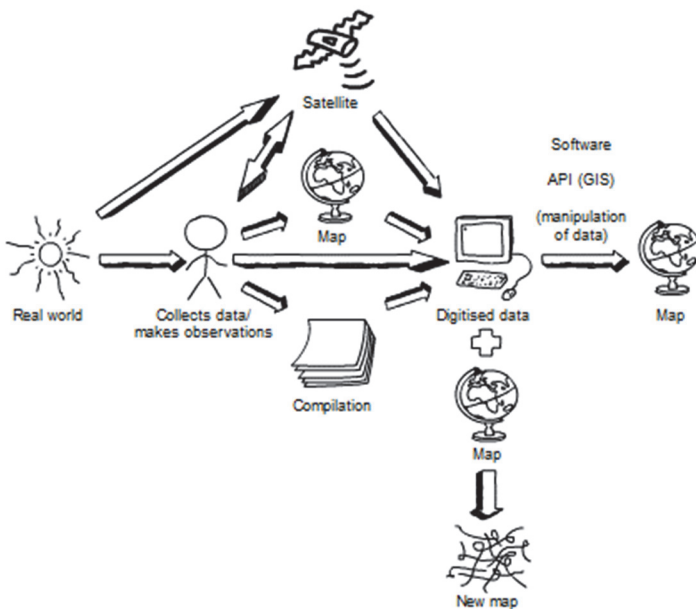 Satellite
Software
API (GIS)
(manipulation
of data)
Map
Real world
Collects data/
makes observations
Digitised data
Map
Compilation
Map
New map